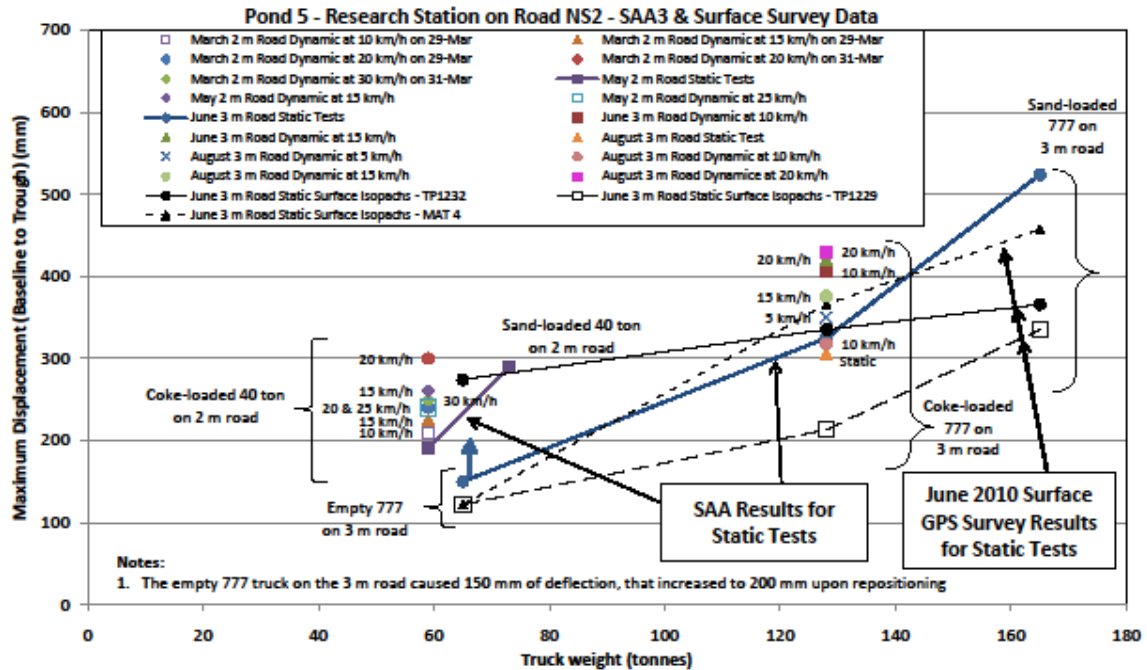 Pond 5 - Research Station on Road NS2 - SAA3 & Surface Survey Data
March 2 m Road Dynamic at 10 km/h on 29-Mar
March 2 m Road Dynamic at 15 km/h on 29-Mar
March 2 m Road Dynamic at 20 km/h on 29-Mar
March 2 m Road Dynamic at 20 km/h on 31-Mar
March 2 m Road Dynamic at 30 km/h on 31-Mar
May 2 m Road Static Tests
May 2 m Road Dynamic at 15 km/h
May 2 m Road Dynamic at 25 km/h
June 3 m Road Static Tests
June 3 m Road Dynamic at 10 km/h
June 3 m Road Dynamic at 15 km/h
August 3 m Road Static Test
August 3 m Road Dynamic at 5 km/h
August 3 m Road Dynamic at 10 km/h
August 3 m Road Dynamic at 15 km/h
August 3 m Road Dynamice at 20 km/h
June 3 m Road Static Surface Isopachs - TP1232
June 3 m Road Static Surface Isopachs - TP1229
June 3 m Road Static Surface Isopachs - MAT 4
Maximum Displacement (Baseline to Trough) (mm)
700
600
500
400
300
200
100
0
Sand-loaded
777 on
3 m road
20 km/h
20 km/h
10 km/h
15 km/h
5 km/h
10 km/h
Static
Sand-loaded 40 ton
on 2 m road
Coke-loaded 40 ton
on 2 m road
20 km/h
15 km/h
30 km/h
20 & 25 km/h
15 km/h
10 km/h
Coke-loaded
777 on
3 m road
Empty 777
on 3 m road
SAA Results for
Static Tests
June 2010 Surface
GPS Survey Results
for Static Tests
Notes:
1. The empty 777 truck on the 3 m road caused 150 mm of deflection, that increased to 200 mm upon repositioning
0 20 40 60 80 100 120 140 160 180
Truck weight (tonnes)